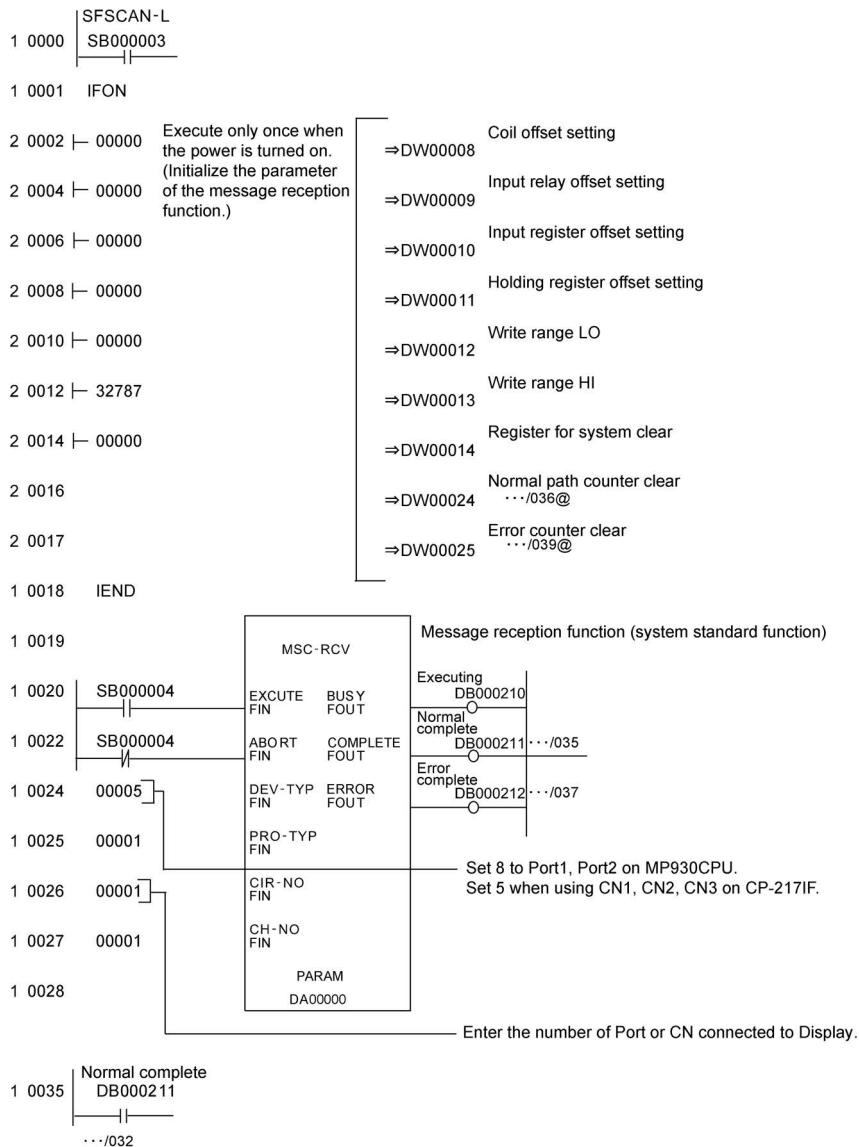 SFSCAN-L
1 0000 SB000003
1 0001 IFON
2 0002 00000 Execute only once when the power is turned on. (Initialize the parameter of the message reception function.) ⇒DW00008 Coil offset setting
2 0004 00000 ⇒DW00009 Input relay offset setting
2 0006 00000 ⇒DW00010 Input register offset setting
2 0008 00000 ⇒DW00011 Holding register offset setting
2 0010 00000 ⇒DW00012 Write range LO
2 0012 32787 ⇒DW00013 Write range HI
2 0014 00000 ⇒DW00014 Register for system clear
2 0016 ⇒DW00024 Normal path counter clear
···/036@
2 0017 ⇒DW00025 Error counter clear
···/039@
1 0018 IEND
1 0019 MSC-RCV Message reception function (system standard function)
Executing
1 0020 SB000004 EXCUTE BUSY DB000210
FIN FOUT
Normal
complete
1 0022 SB000004 ABORT COMPLETE DB000211 ···/035
FIN FOUT
Error
complete
1 0024 00005 DEV-TYP ERROR DB000212 ···/037
FIN FOUT
1 0025 00001 PRO-TYP
FIN
Set 8 to Port1, Port2 on MP930CPU.
Set 5 when using CN1, CN2, CN3 on CP-217IF.
1 0026 00001 CIR-NO
FIN
1 0027 00001 CH-NO
FIN
PARAM
1 0028 DA00000
Enter the number of Port or CN connected to Display.
Normal complete
1 0035 DB000211
···/032